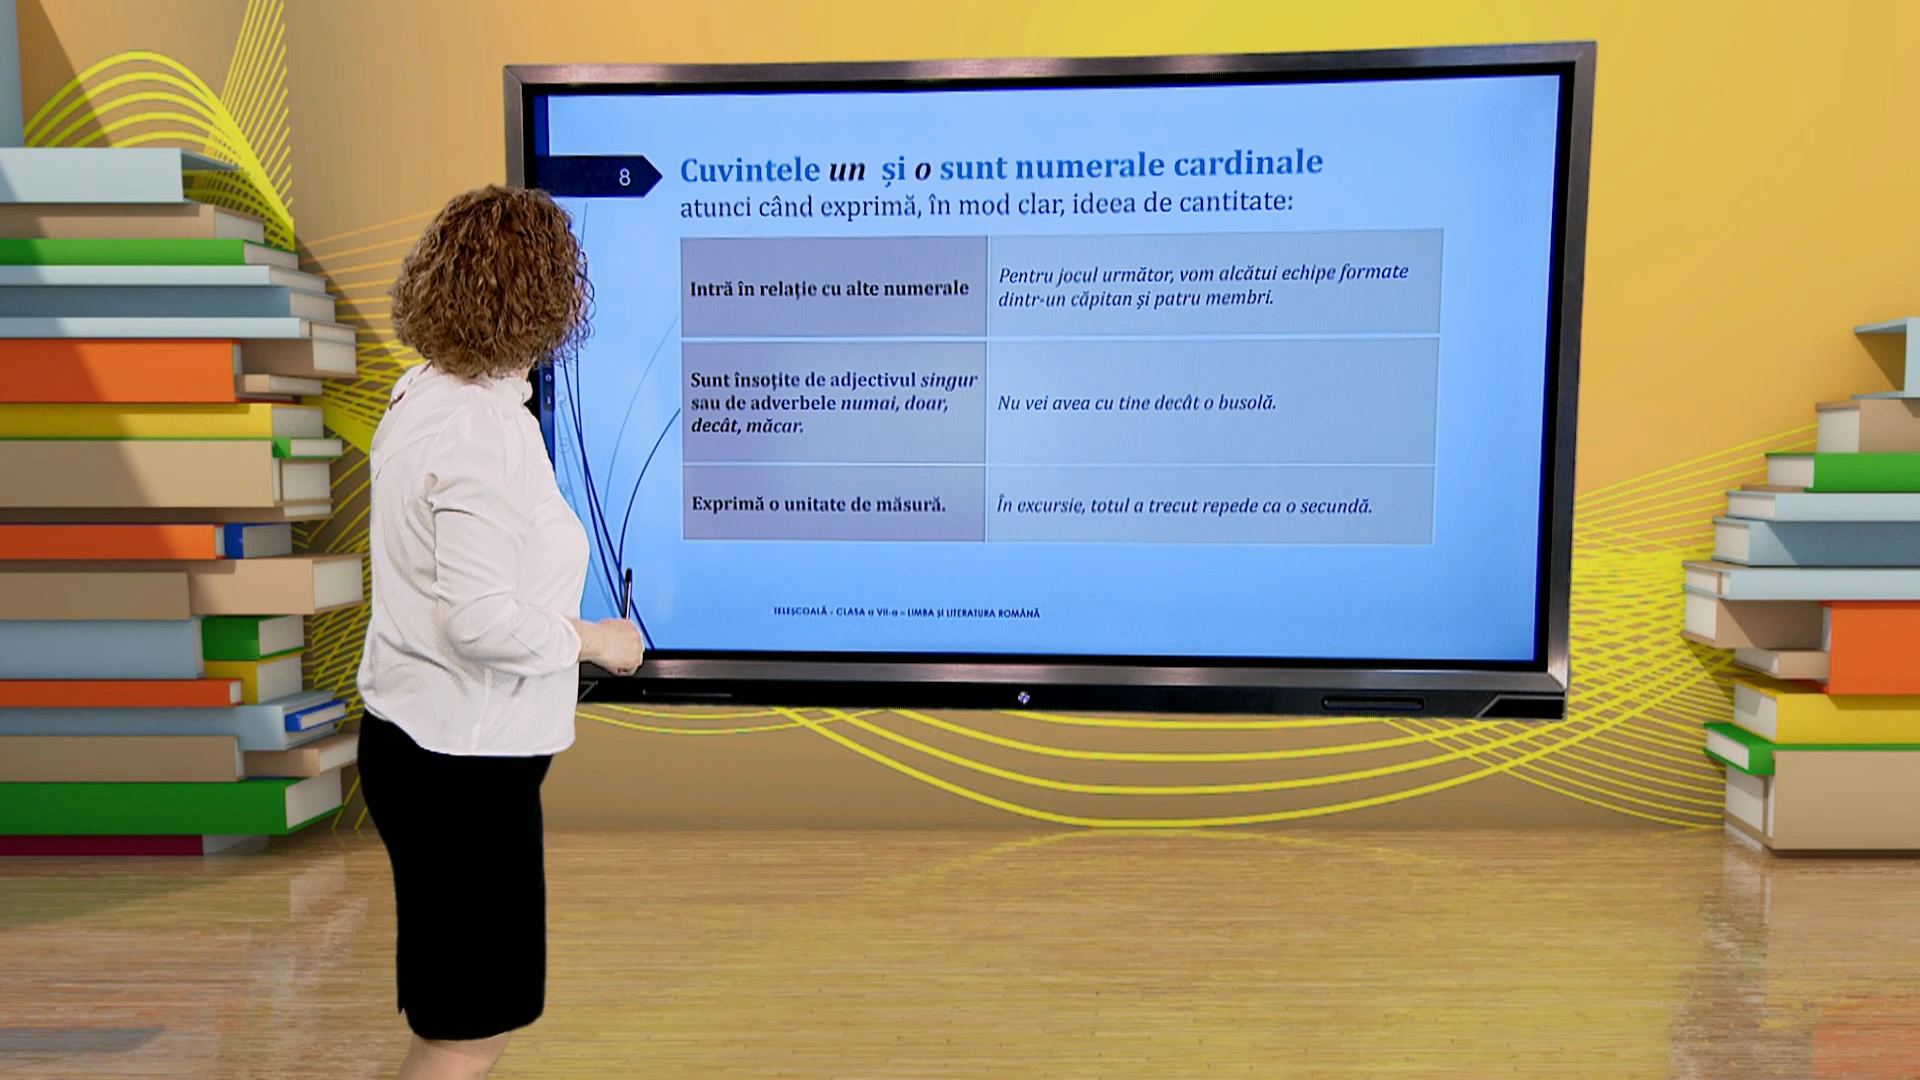 8
Cuvintele un și o sunt numerale cardinale
atunci când exprimă, în mod clar, ideea de cantitate:
Intră în relație cu alte numerale
Pentru jocul următor, vom alcătui echipe formate
dintr-un căpitan și patru membri.
Sunt însoțite de adjectivul singur
sau de adverbele numai, doar,
decât, măcar.
Nu vei avea cu tine decât o busolă.
Exprimă o unitate de măsură.
În excursie, totul a trecut repede ca o secundă.
TELEȘCOALĂ - CLASA a VII-a – LIMBA ȘI LITERATURA ROMÂNĂ